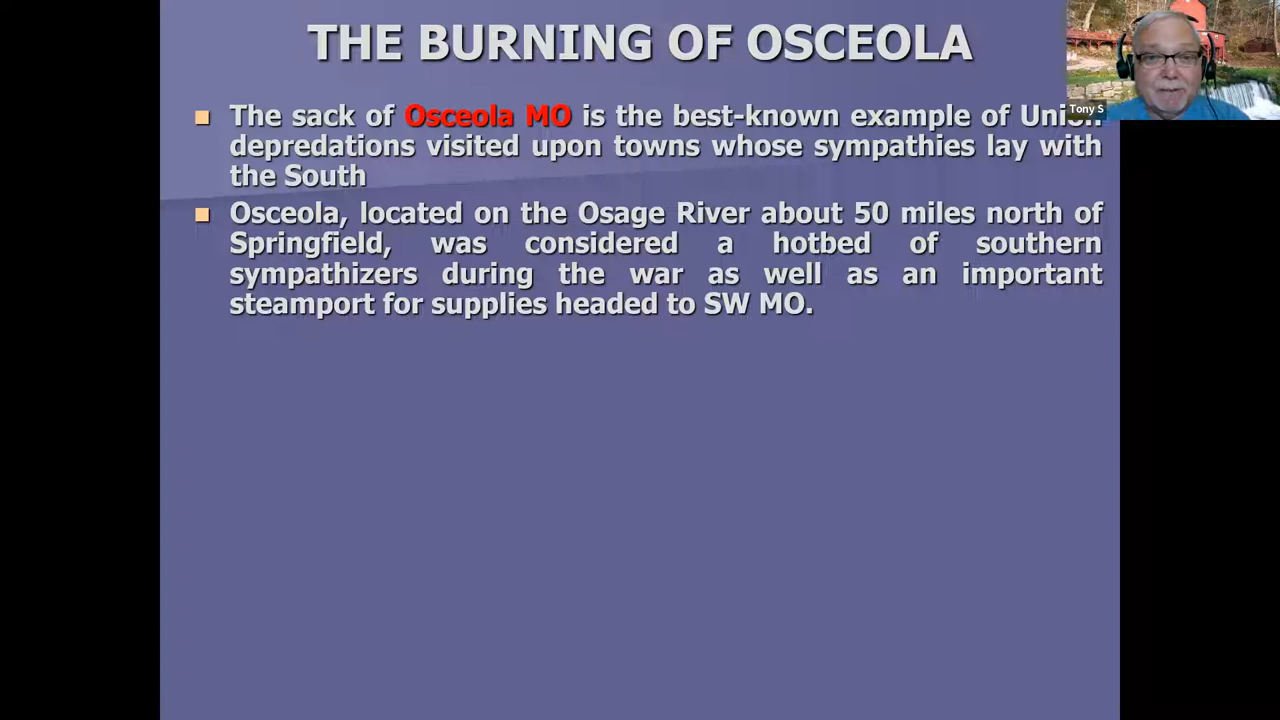 THE BURNING OF OSCEOLA
The sack of Osceola MO is the best-known example of Union
depredations visited upon towns whose sympathies lay with
the South
Osceola, located on the Osage River about 50 miles north of
Springfield, was considered a hotbed of southern
sympathizers during the war as well as an important
steamport for supplies headed to SW MO.
Tony S